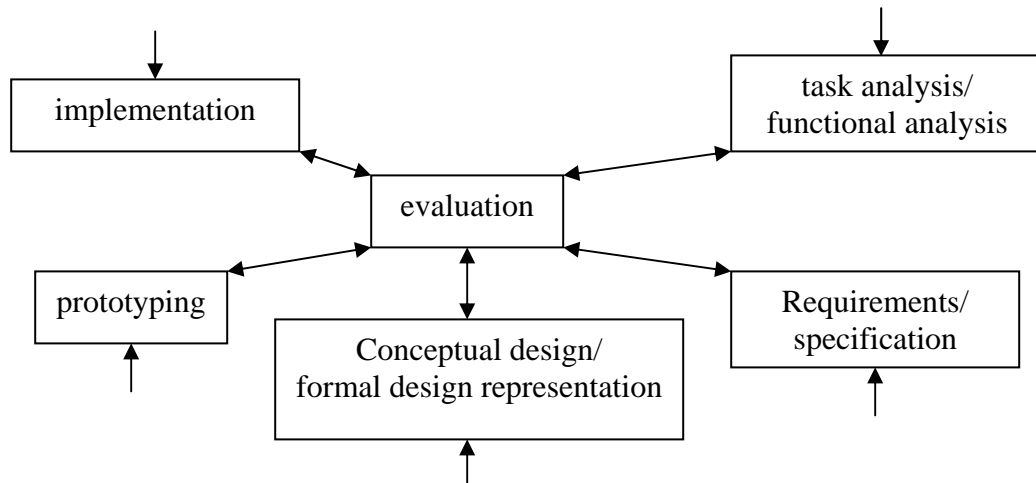 implementation
task analysis/
functional analysis
evaluation
prototyping
Conceptual design/
formal design representation
Requirements/
specification